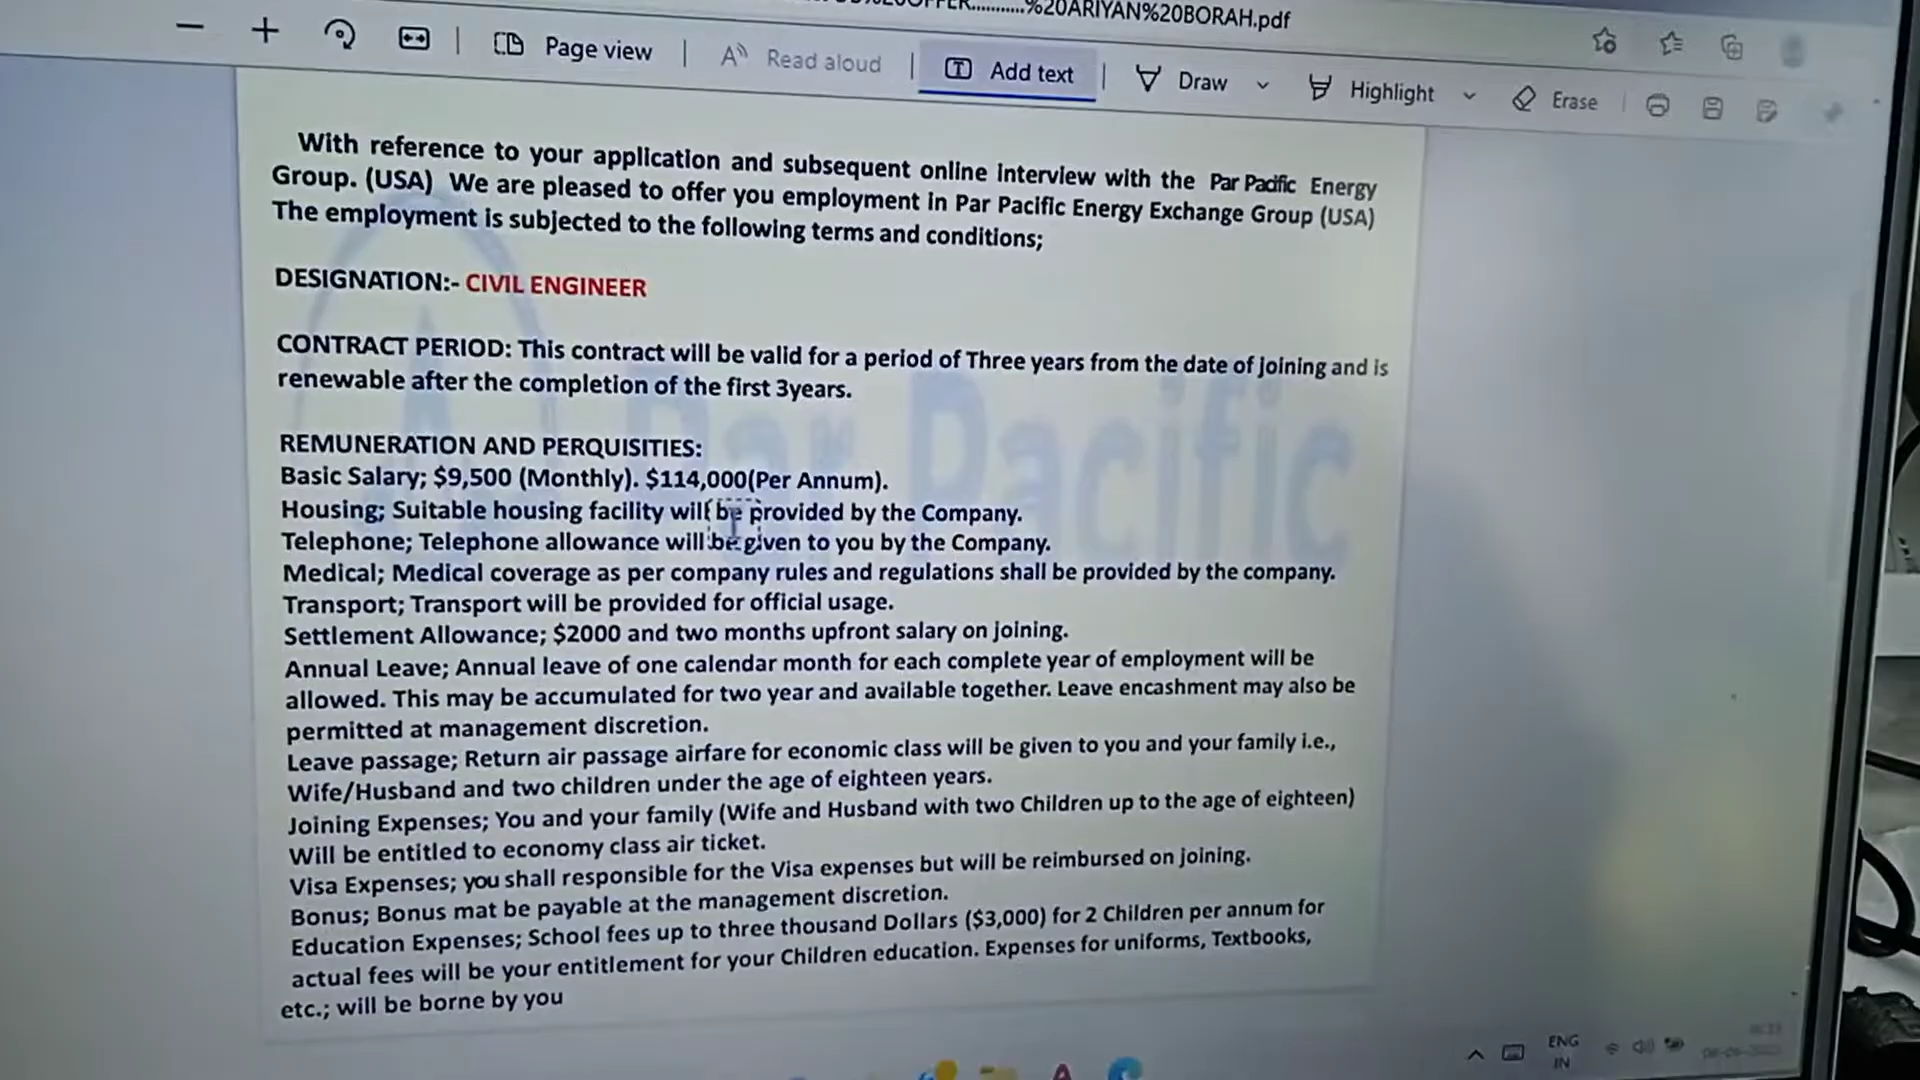 %20ARIYAN%20BORAH.pdf
Page view
Read aloud
Add text
Draw
Highlight
Erase
With reference to your application and subsequent online interview with the Par Pacific Energy
Group. (USA) We are pleased to offer you employment in Par Pacific Energy Exchange Group (USA)
The employment is subjected to the following terms and conditions;
DESIGNATION:- CIVIL ENGINEER
CONTRACT PERIOD: This contract will be valid for a period of Three years from the date of joining and is
renewable after the completion of the first 3years.
REMUNERATION AND PERQUISITIES:
Basic Salary; $9,500 (Monthly). $114,000(Per Annum).
Housing; Suitable housing facility will be provided by the Company.
Telephone; Telephone allowance will be given to you by the Company.
Medical; Medical coverage as per company rules and regulations shall be provided by the company.
Transport; Transport will be provided for official usage.
Settlement Allowance; $2000 and two months upfront salary on joining.
Annual Leave; Annual leave of one calendar month for each complete year of employment will be
allowed. This may be accumulated for two year and available together. Leave encashment may also be
permitted at management discretion.
Leave passage; Return air passage airfare for economic class will be given to you and your family i.e.,
Wife/Husband and two children under the age of eighteen years.
Joining Expenses; You and your family (Wife and Husband with two Children up to the age of eighteen)
Will be entitled to economy class air ticket.
Visa Expenses; you shall responsible for the Visa expenses but will be reimbursed on joining.
Bonus; Bonus mat be payable at the management discretion.
Education Expenses; School fees up to three thousand Dollars ($3,000) for 2 Children per annum for
actual fees will be your entitlement for your Children education. Expenses for uniforms, Textbooks,
etc.; will be borne by you
Par Pacific
ENG
IN